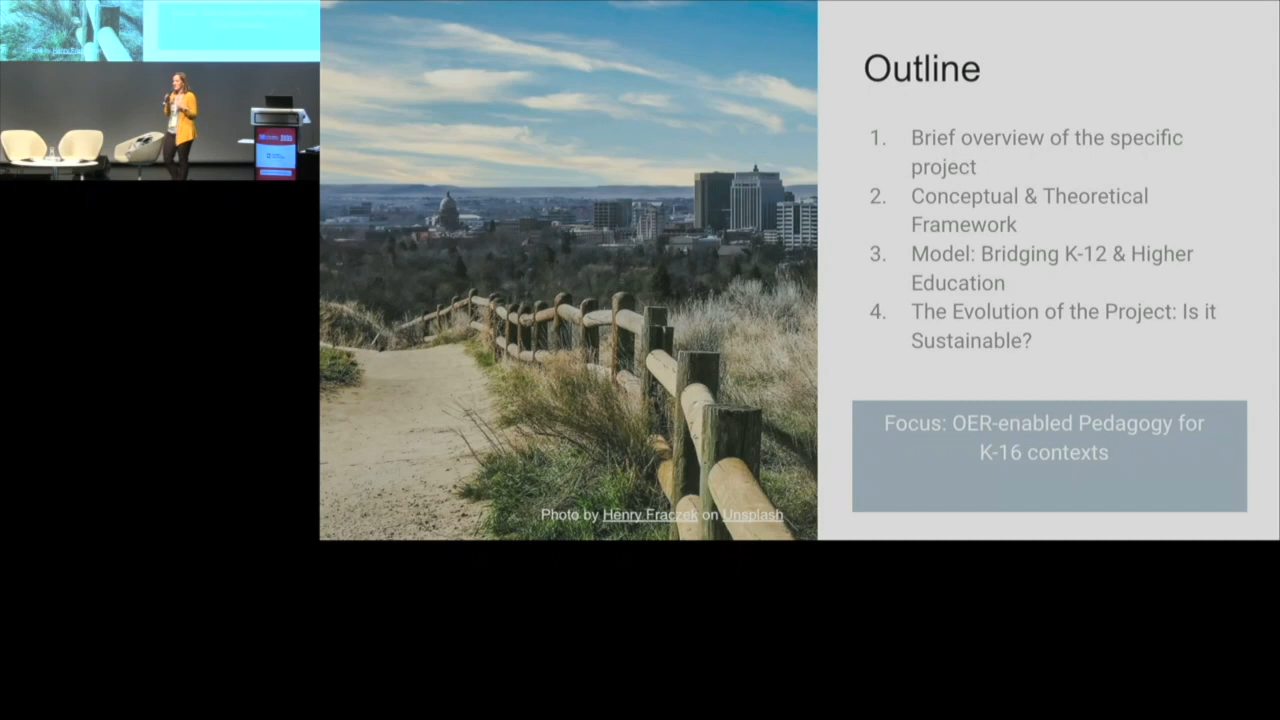 Outline
1. Brief overview of the specific
project
2. Conceptual & Theoretical
Framework
3. Model: Bridging K-12 & Higher
Education
4. The Evolution of the Project: Is it
Sustainable?
Focus: OER-enabled Pedagogy for
K-16 contexts
Photo by Henry Fraczek on Unsplash